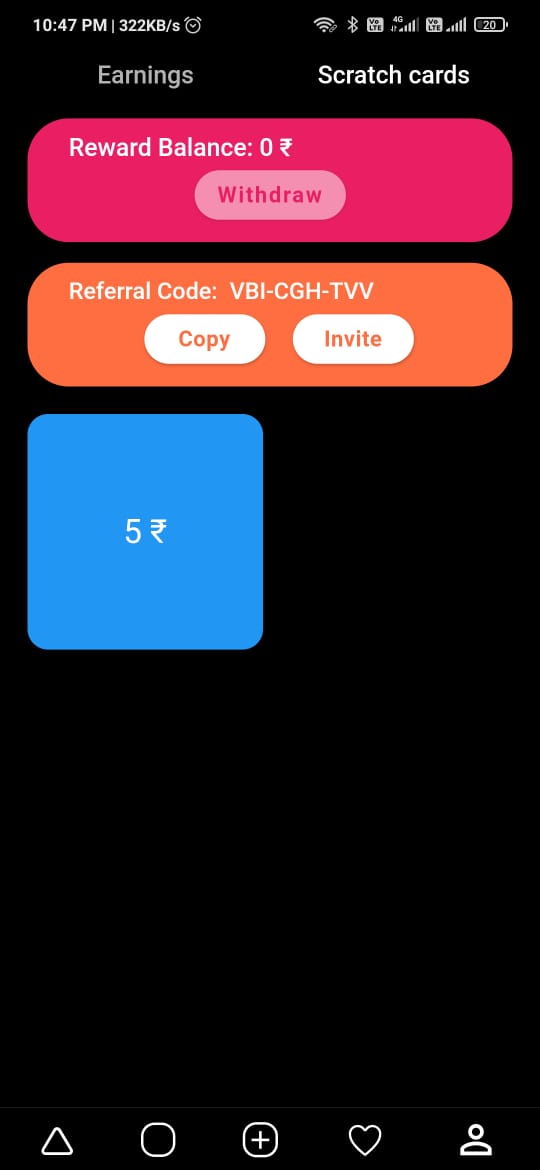 10:47 PM | 322KB/s
Vo LTE 4G Vo LTE 20
Earnings Scratch cards
Reward Balance: 0 ₹
Withdraw
Referral Code: VBI-CGH-TVV
Copy Invite
5 ₹